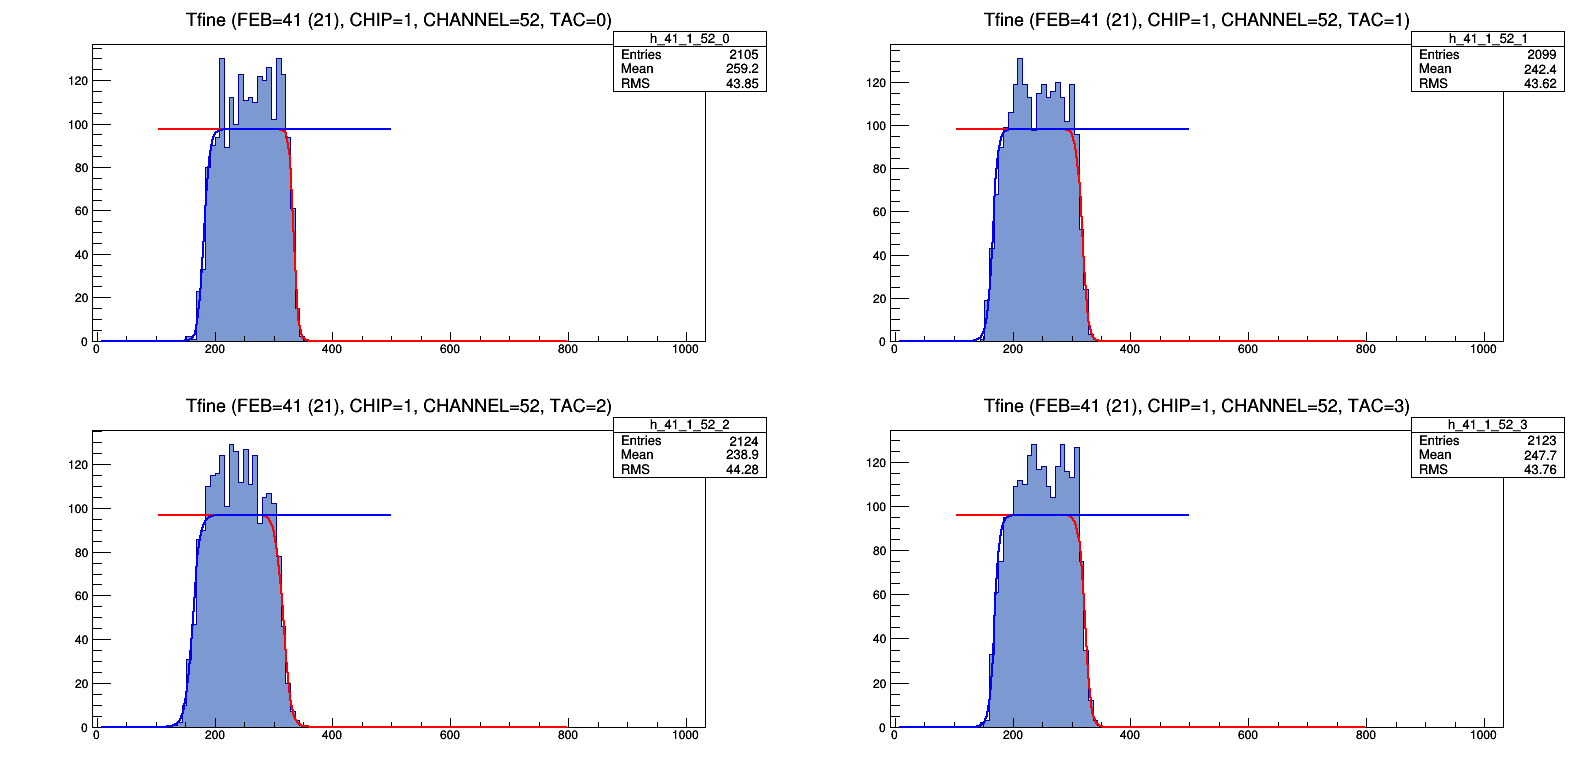 Tfine (FEB=41 (21), CHIP=1, CHANNEL=52, TAC=0)
h_41_1_52_0
Entries 2105
Mean 259.2
RMS 43.85
120
100
80
60
40
20
0
0 200 400 600 800 1000
Tfine (FEB=41 (21), CHIP=1, CHANNEL=52, TAC=1)
h_41_1_52_1
Entries 2099
Mean 242.4
RMS 43.62
120
100
80
60
40
20
0
0 200 400 600 800 1000
Tfine (FEB=41 (21), CHIP=1, CHANNEL=52, TAC=2)
h_41_1_52_2
Entries 2124
Mean 238.9
RMS 44.28
120
100
80
60
40
20
0
0 200 400 600 800 1000
Tfine (FEB=41 (21), CHIP=1, CHANNEL=52, TAC=3)
h_41_1_52_3
Entries 2123
Mean 247.7
RMS 43.76
120
100
80
60
40
20
0
0 200 400 600 800 1000